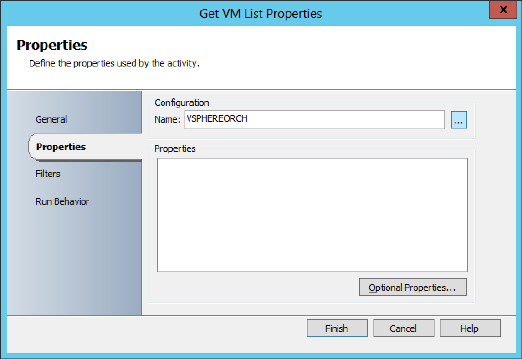 Get VM List Properties
x
Properties
Define the properties used by the activity.
General
Properties
Filters
Run Behavior
Configuration
Name: VSPHEREORCH ...
Properties
Optional Properties...
Finish Cancel Help